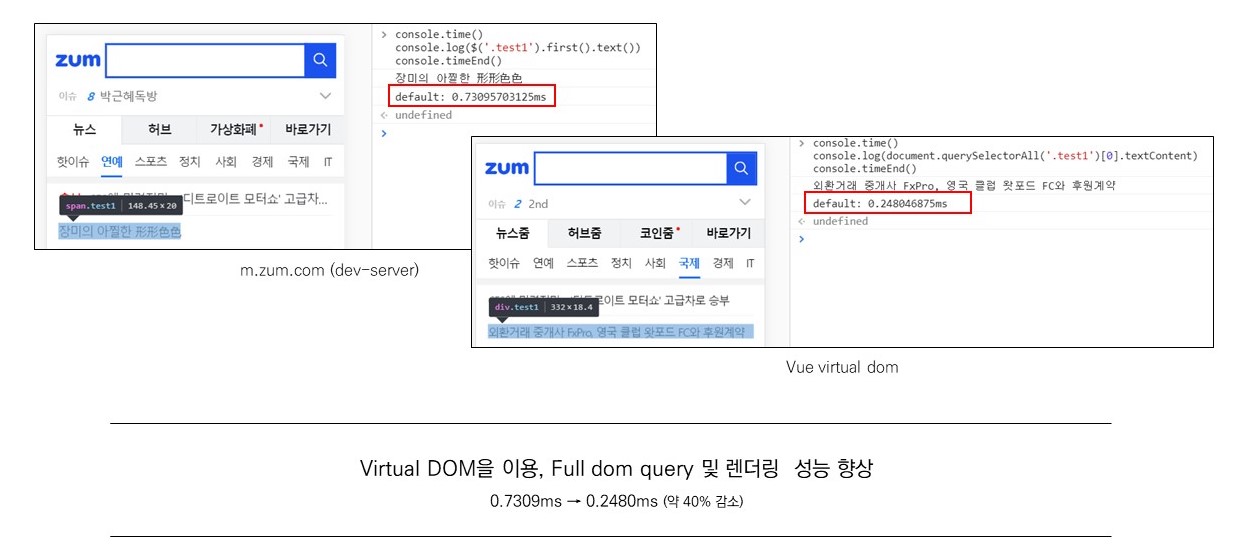 zum
이슈 8 박근혜독방
뉴스 허브 가상화폐 바로가기
핫이슈 연예 스포츠 정치 사회 경제 국제 IT
디트로이트 모터쇼' 고급차...
span.test1 148.45×20
장미의 아찔한 形形色色
> console.time()
console.log($('.test1').first().text())
console.timeEnd()
장미의 아찔한 形形色色
default: 0.73095703125ms
undefined
m.zum.com (dev-server)
zum
이슈 2 2nd
뉴스줌 허브줌 코인줌 바로가기
핫이슈 연예 스포츠 정치 사회 국제 경제 IT
모터쇼' 고급차로 승부
div.test1 332×18.4
외환거래 중개사 FxPro, 영국 클럽 왓포드 FC와 후원계약
> console.time()
console.log(document.querySelectorAll('.test1')[0].textContent)
console.timeEnd()
외환거래 중개사 FxPro, 영국 클럽 왓포드 FC와 후원계약
default: 0.248046875ms
undefined
Vue virtual dom
Virtual DOM을 이용, Full dom query 및 렌더링 성능 향상
0.7309ms → 0.2480ms (약 40% 감소)